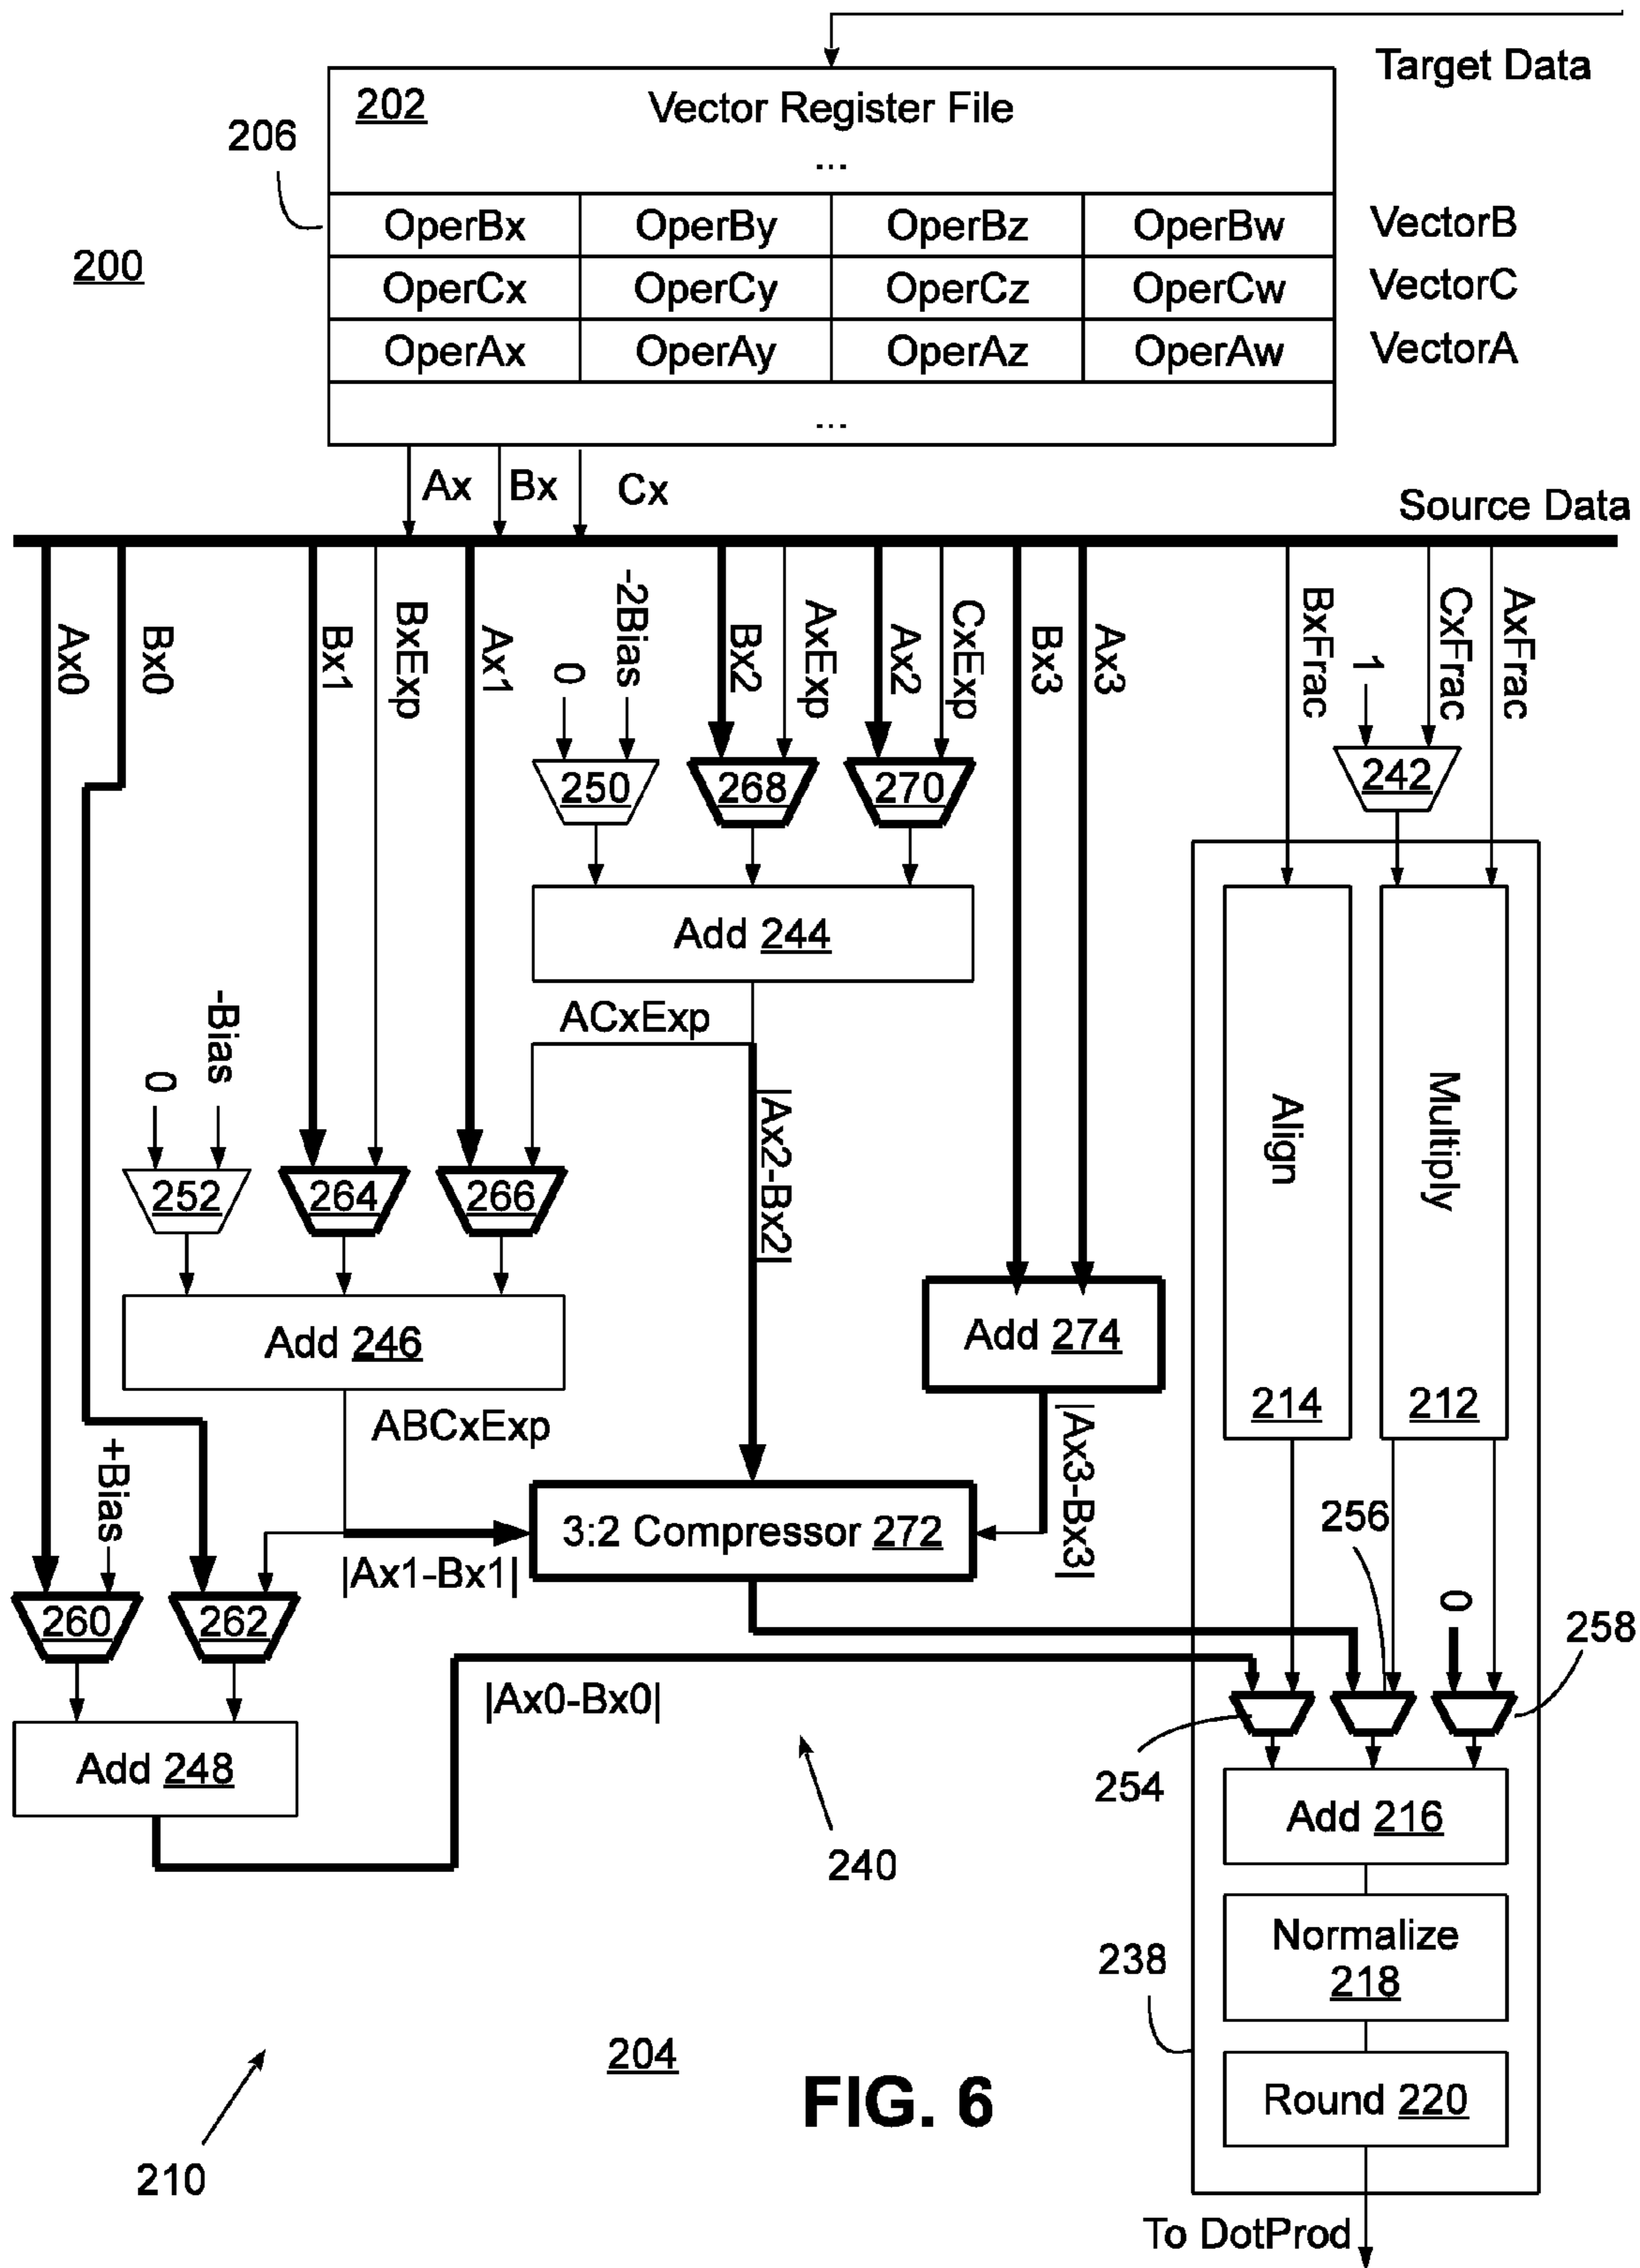 Target Data
202 Vector Register File
...
206
OperBx OperBy OperBz OperBw VectorB
200
OperCx OperCy OperCz OperCw VectorC
OperAx OperAy OperAz OperAw VectorA
...
Ax Bx Cx
Source Data
Ax0
Bx0
Bx1
BxExp
Ax1
0
-2Bias
Bx2
AxExp
Ax2
CxExp
Bx3
Ax3
BxFrac
1
CxFrac
AxFrac
250
268
270
242
Add 244
ACxExp
|Ax2-Bx2|
0
-Bias
252
264
266
Align
214
Multiply
212
Add 246
ABCxExp
Add 274
|Ax3-Bx3|
+Bias
3:2 Compressor 272
|Ax1-Bx1|
256
0
258
260
262
|Ax0-Bx0|
254
Add 248
Add 216
240
Normalize
218
238
204
FIG. 6
Round 220
210
To DotProd